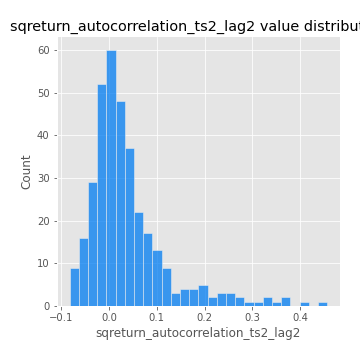 sqreturn_autocorrelation_ts2_lag2 value distribut
60
50
40
30
20
10
0
Count
−0.1 0.0 0.1 0.2 0.3 0.4
sqreturn_autocorrelation_ts2_lag2